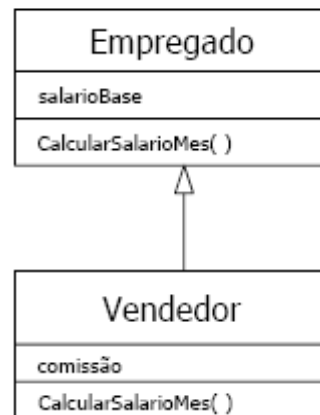 Empregado
salarioBase
CalcularSalarioMes( )
Vendedor
comissão
CalcularSalarioMes( )